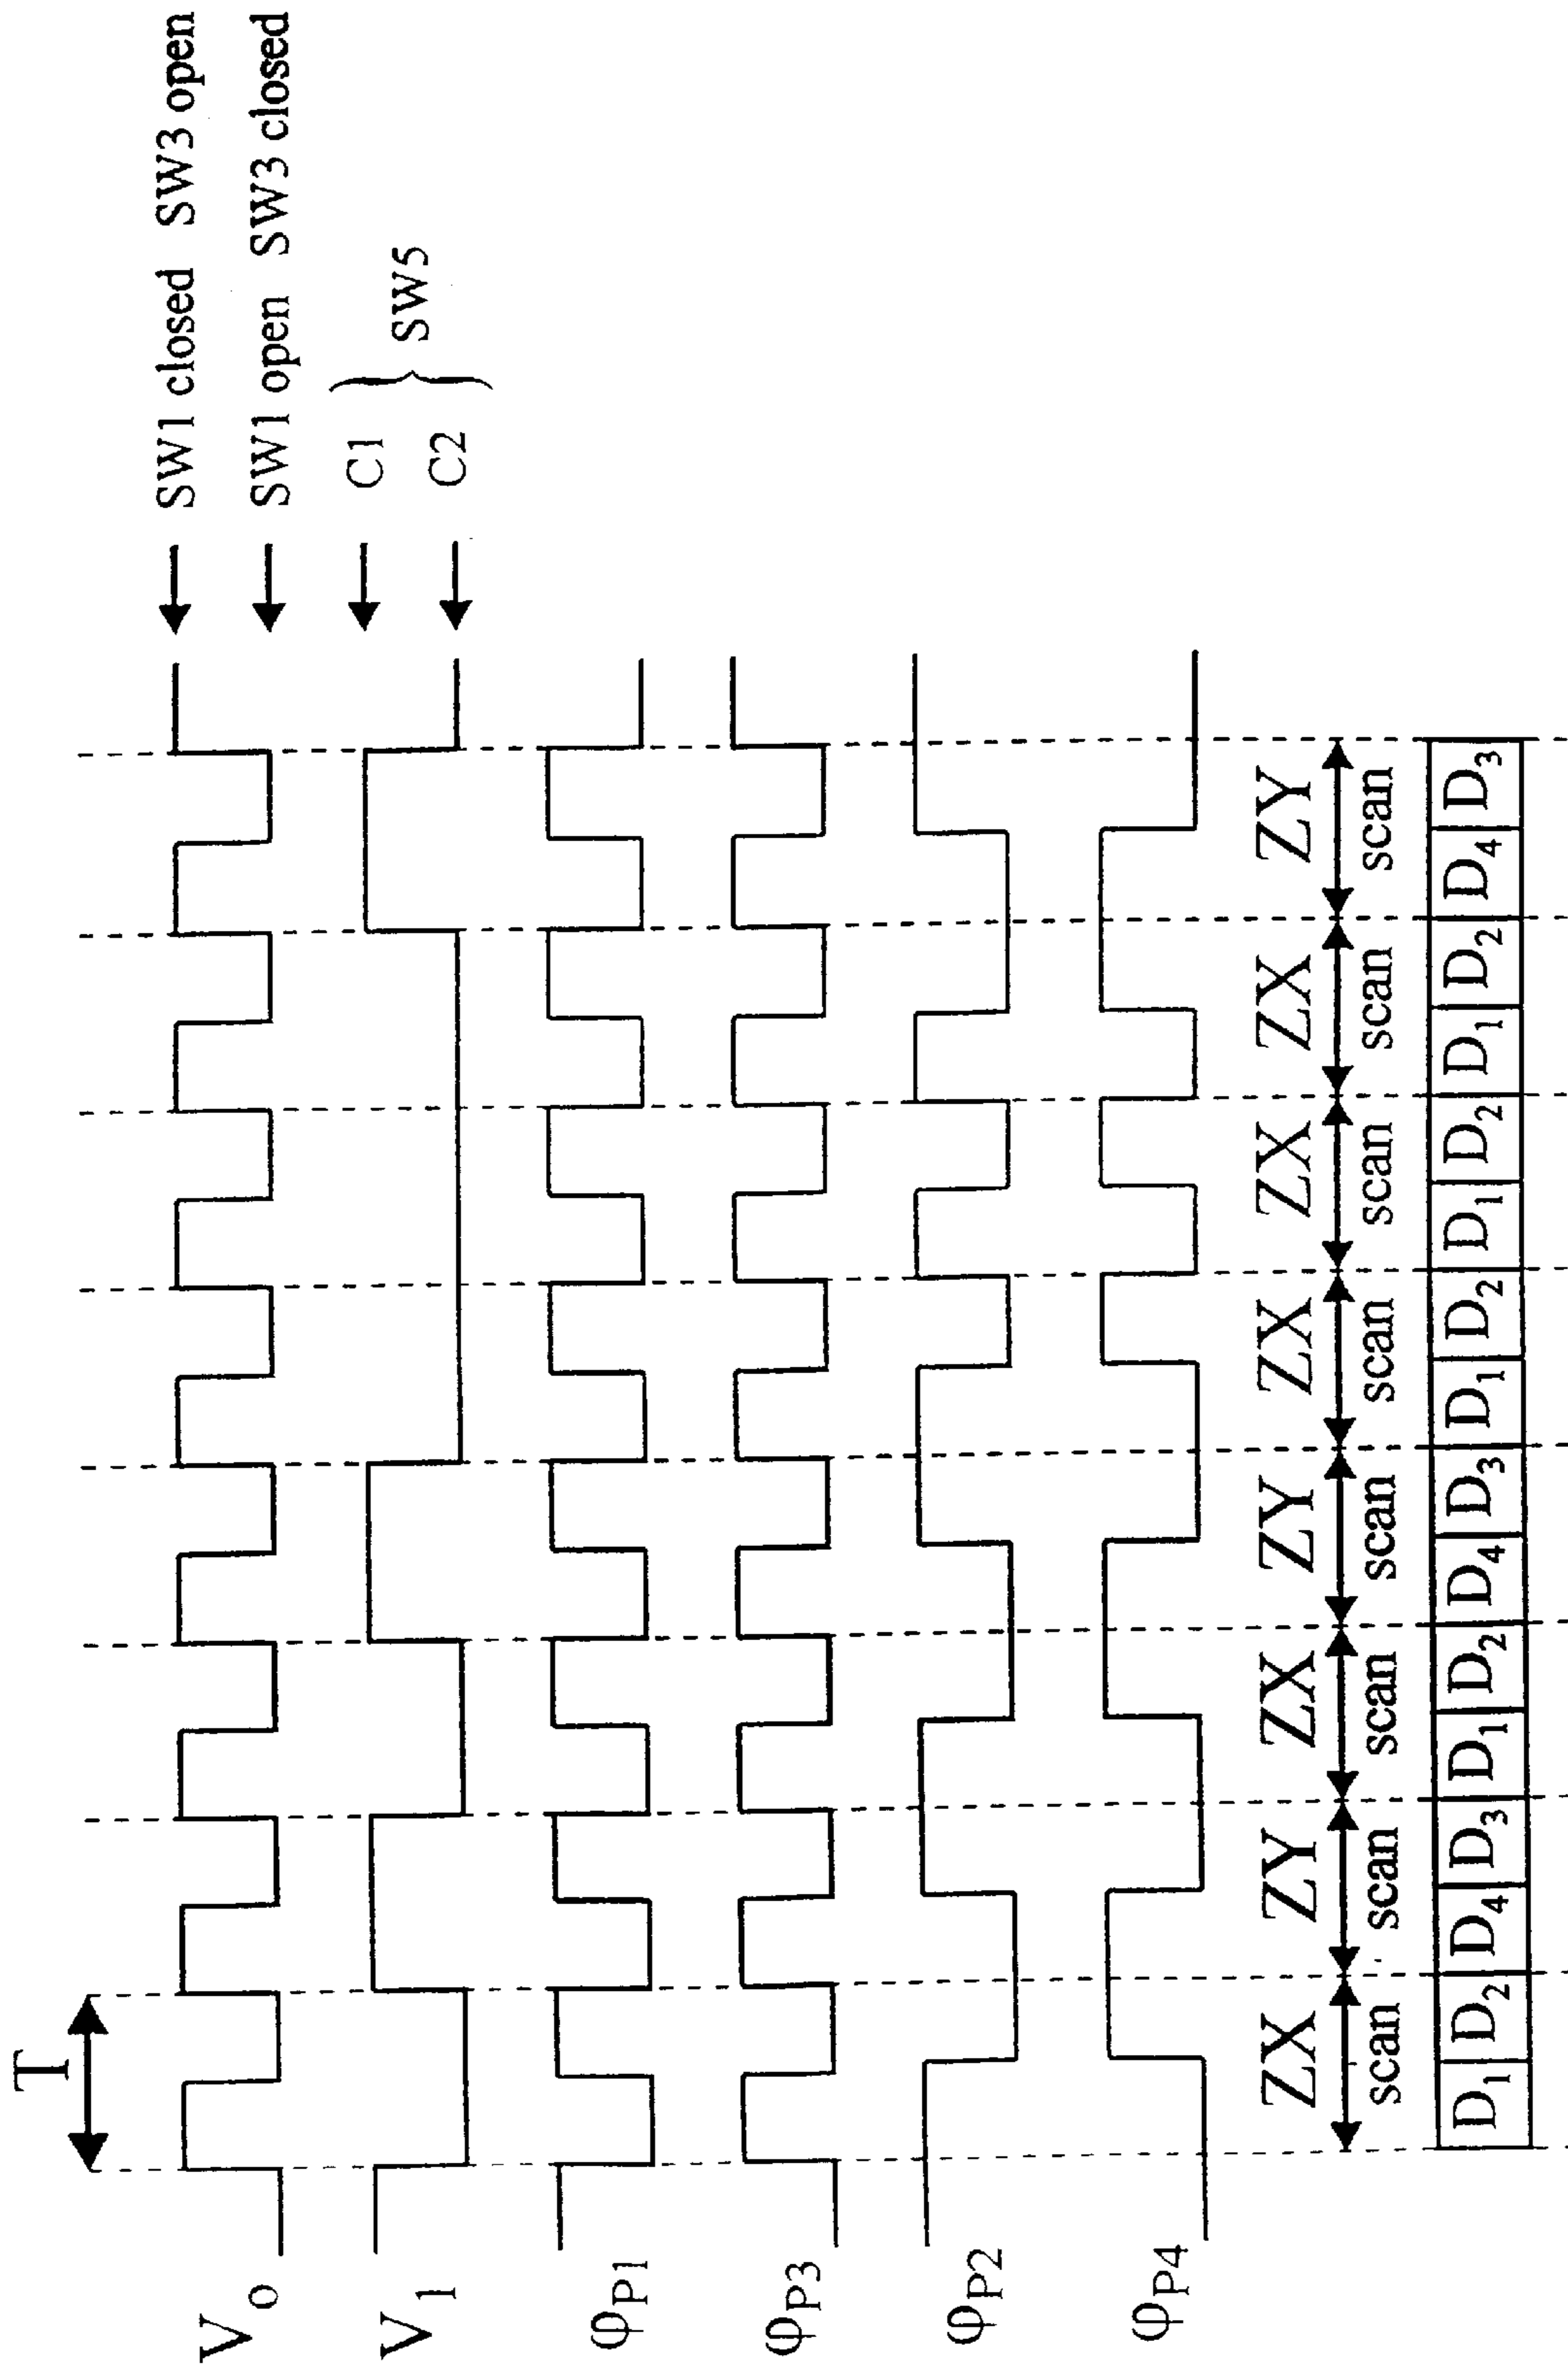 T
V₀
SW1 closed SW3 open
SW1 open SW3 closed
V₁
C1
C2
SW5
φP1
φP3
φP2
φP4
ZX ZY ZX ZY ZX ZX ZX ZY
scan scan scan scan scan scan scan scan
D₁ D₂ D₄ D₃ D₁ D₂ D₄ D₃ D₁ D₂ D₁ D₂ D₁ D₂ D₄ D₃